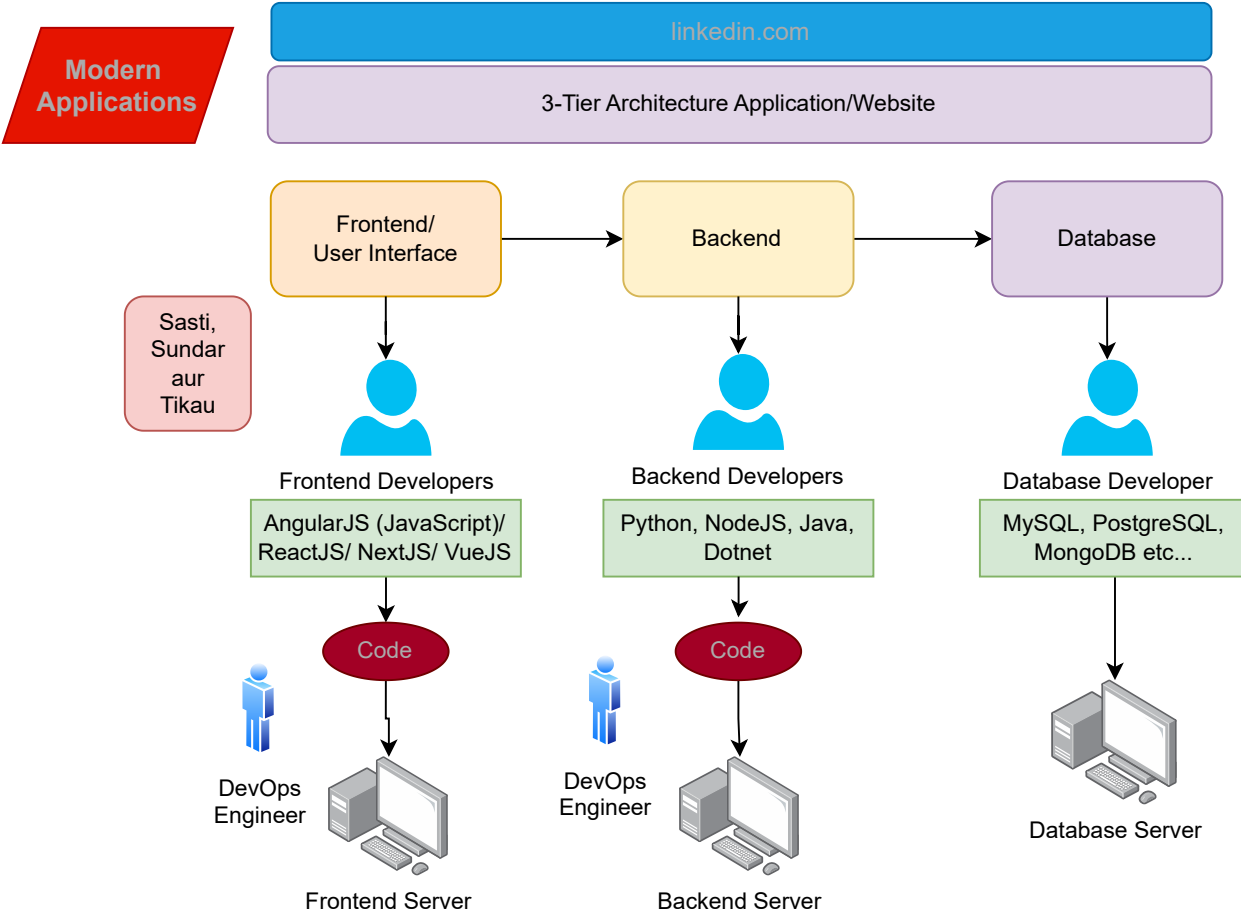 linkedin.com
Modern
Applications
3-Tier Architecture Application/Website
Frontend/
User Interface
Backend
Database
Sasti,
Sundar
aur
Tikau
Frontend Developers
Backend Developers
Database Developer
AngularJS (JavaScript)/
ReactJS/ NextJS/ VueJS
Python, NodeJS, Java,
Dotnet
MySQL, PostgreSQL,
MongoDB etc...
Code
Code
DevOps
Engineer
DevOps
Engineer
Database Server
Frontend Server
Backend Server